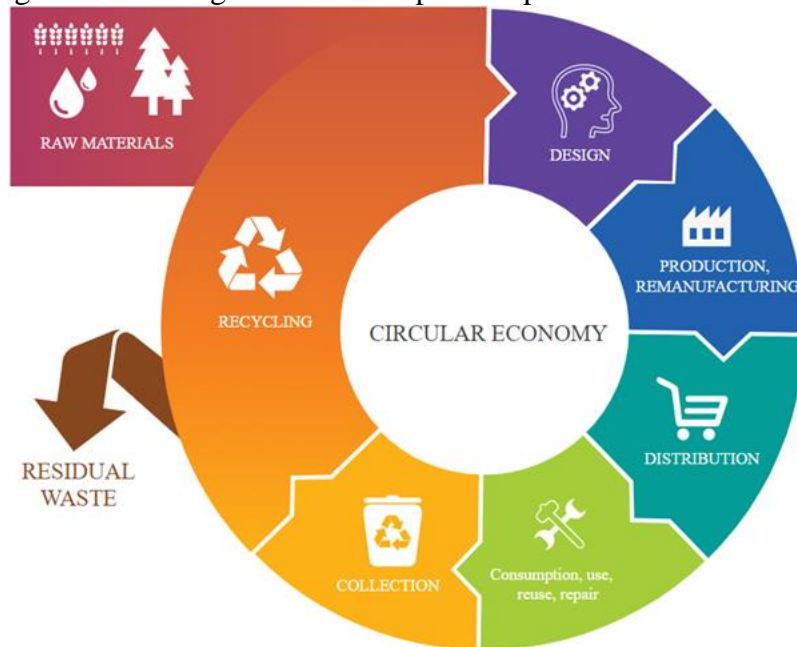 RAW MATERIALS
DESIGN
PRODUCTION,
REMANUFACTURING
RECYCLING
CIRCULAR ECONOMY
DISTRIBUTION
RESIDUAL
WASTE
COLLECTION
Consumption, use,
reuse, repair